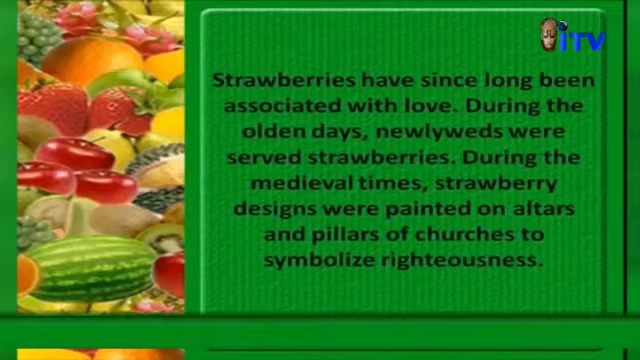 iTV
Strawberries have since long been
associated with love. During the
olden days, newlyweds were
served strawberries. During the
medieval times, strawberry
designs were painted on altars
and pillars of churches to
symbolize righteousness.